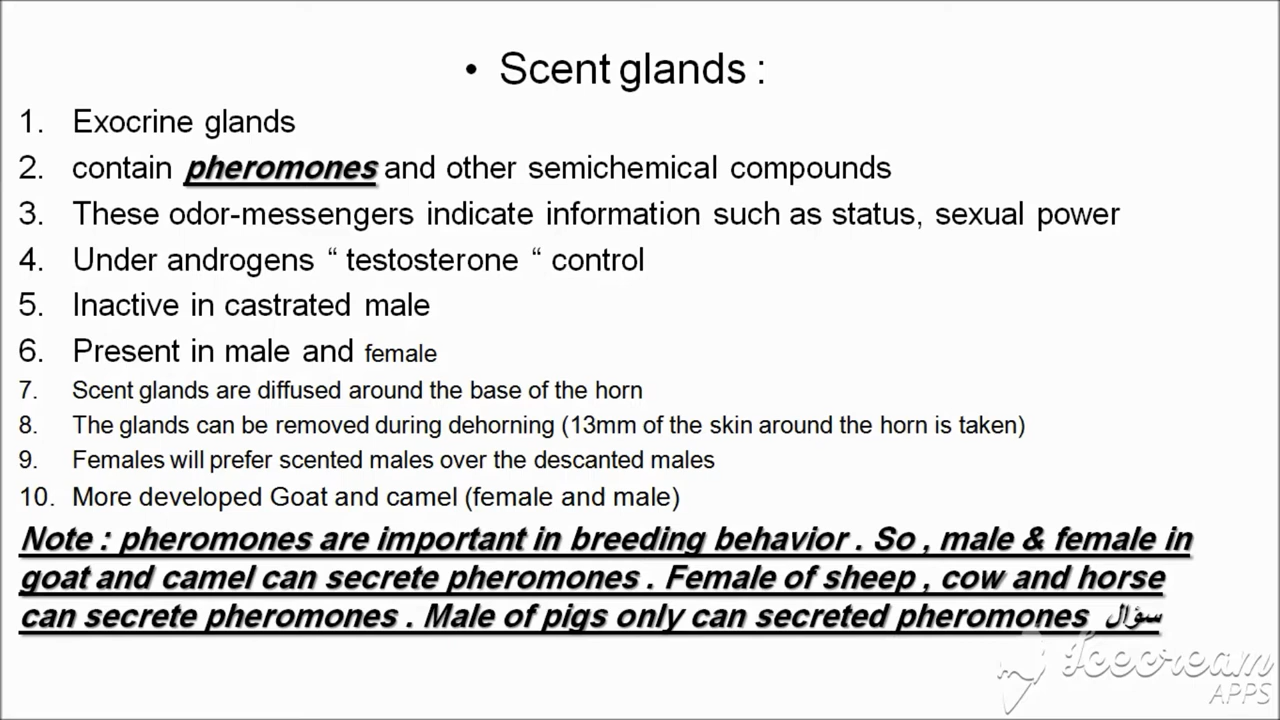 • Scent glands :
1. Exocrine glands
2. contain pheromones and other semichemical compounds
3. These odor-messengers indicate information such as status, sexual power
4. Under androgens “ testosterone “ control
5. Inactive in castrated male
6. Present in male and female
7. Scent glands are diffused around the base of the horn
8. The glands can be removed during dehorning (13mm of the skin around the horn is taken)
9. Females will prefer scented males over the descanted males
10. More developed Goat and camel (female and male)
Note : pheromones are important in breeding behavior . So , male & female in
goat and camel can secrete pheromones . Female of sheep , cow and horse
can secrete pheromones . Male of pigs only can secreted pheromones سؤال
Icecream
APPS